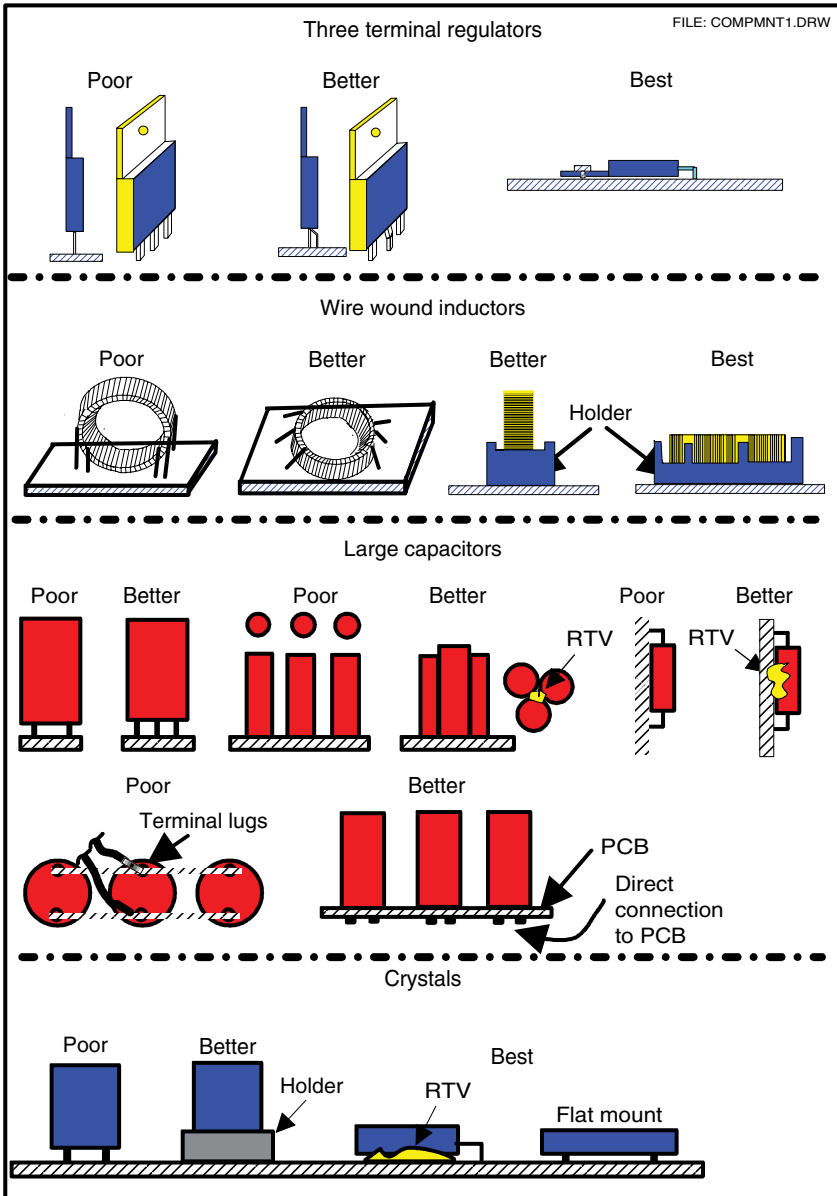 FILE: COMPMNT1.DRW
Three terminal regulators
Poor
Better
Best
Wire wound inductors
Poor
Better
Better
Best
Holder
Large capacitors
Poor
Better
Poor
Better
Poor
Better
RTV
RTV
Poor
Better
Terminal lugs
PCB
Direct
connection
to PCB
Crystals
Poor
Better
Best
Holder
RTV
Flat mount